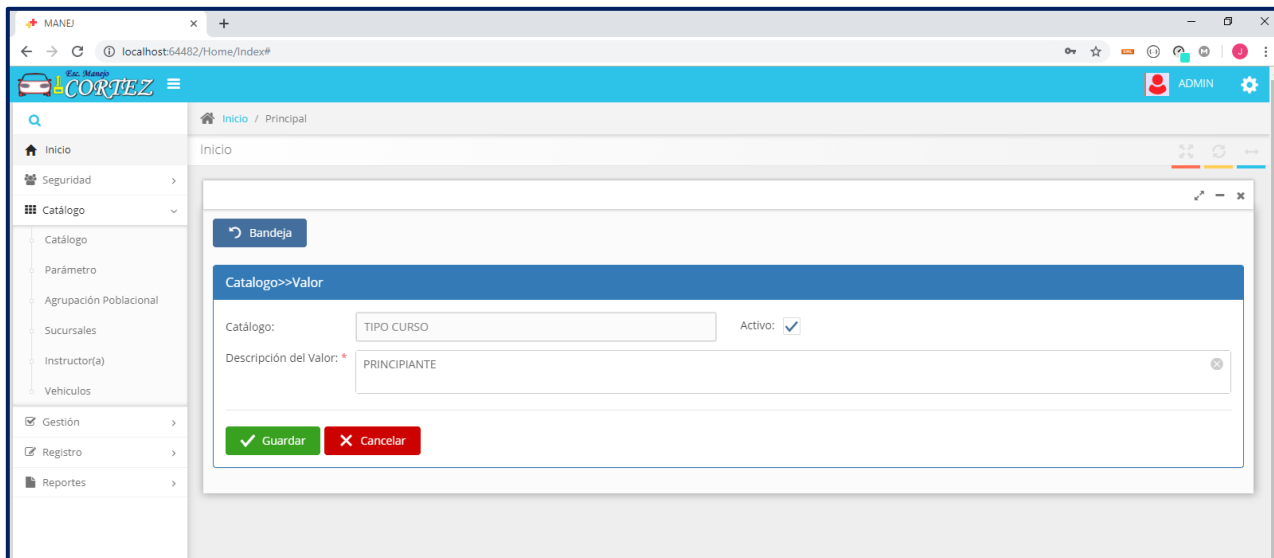 MANEJ
localhost:64482/Home/Index#
Esc. Manejo
CORTEZ
ADMIN
Inicio / Principal
Inicio
Inicio
Seguridad
Catálogo
Catálogo
Parámetro
Agrupación Poblacional
Sucursales
Instructor(a)
Vehiculos
Gestión
Registro
Reportes
Bandeja
Catalogo>>Valor
Catálogo: TIPO CURSO Activo:
Descripción del Valor: * PRINCIPIANTE
Guardar Cancelar